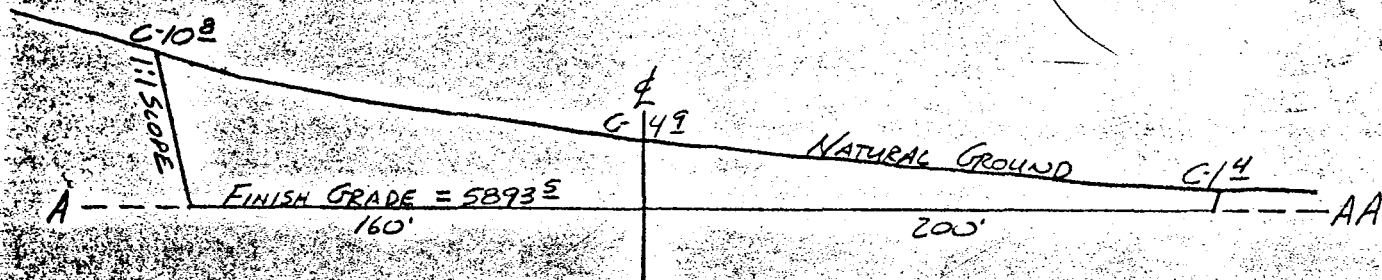 C-10⁸
1:1 SLOPE
℄
C-4⁹
NATURAL GROUND
C-1⁴
A
FINISH GRADE = 5893⁵
160'
200'
AA